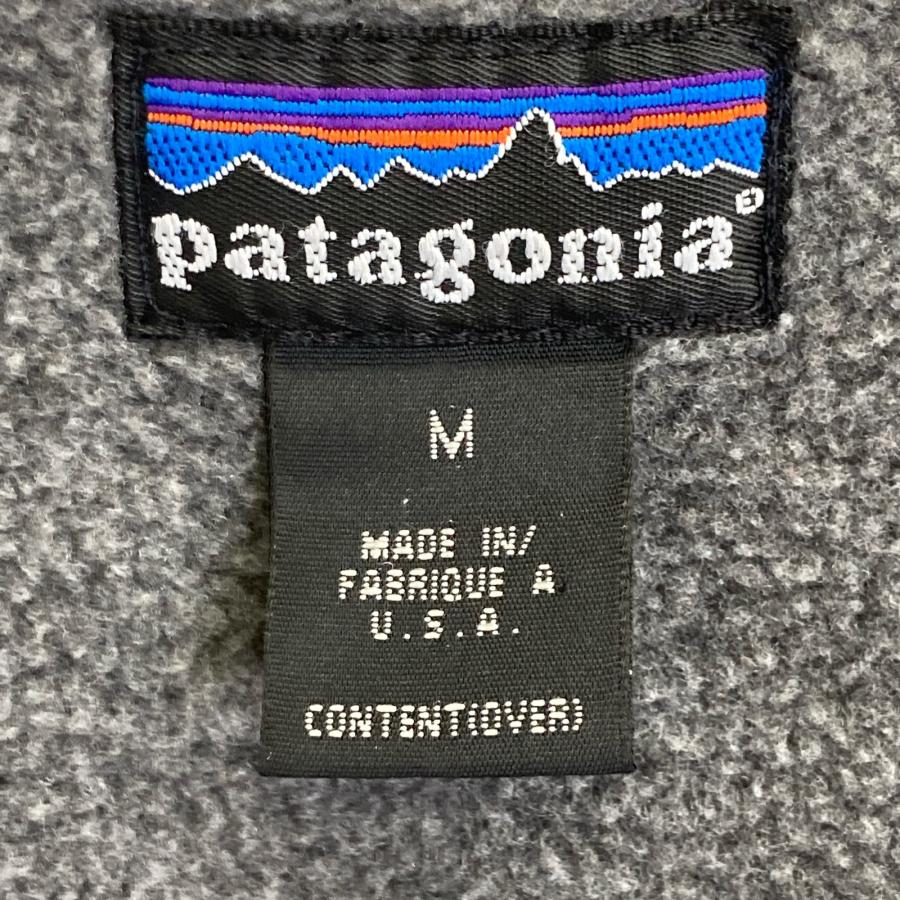 patagonia®
M
MADE IN/
FABRIQUE A
U.S.A.
CONTENT(OVER)